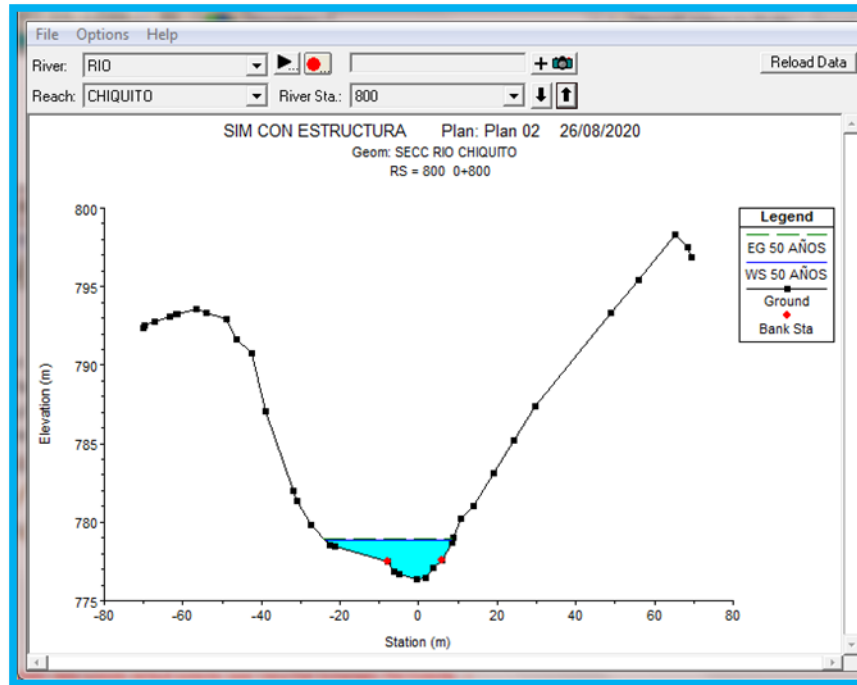 File Options Help
River: RIO
Reload Data
Reach: CHIQUITO River Sta.: 800
SIM CON ESTRUCTURA Plan: Plan 02 26/08/2020
Geom: SECC RIO CHIQUITO
RS = 800 0+800
Legend
EG 50 AÑOS
WS 50 AÑOS
Ground
Bank Sta
Elevation (m)
800
795
790
785
780
775
-80 -60 -40 -20 0 20 40 60 80
Station (m)